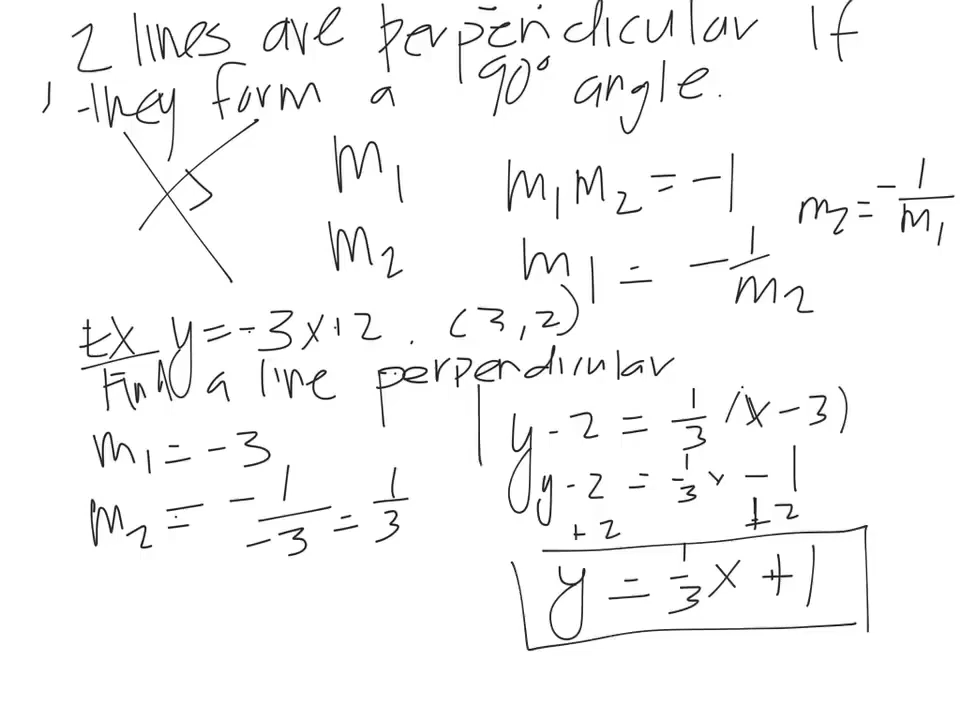 2 lines are perpendicular if
they form a 90° angle.
m₁
m₁m₂ = -1
m₂ = -1/m₁
m₂
m₁ = -1/m₂
Ex y = -3x+2 . (3,2)
Find a line perpendicular
m₁ = -3
m₂ = -1/-3 = 1/3
y - 2 = 1/3 (x - 3)
y - 2 = 1/3 x - 1
+2 +2
y = 1/3 x + 1